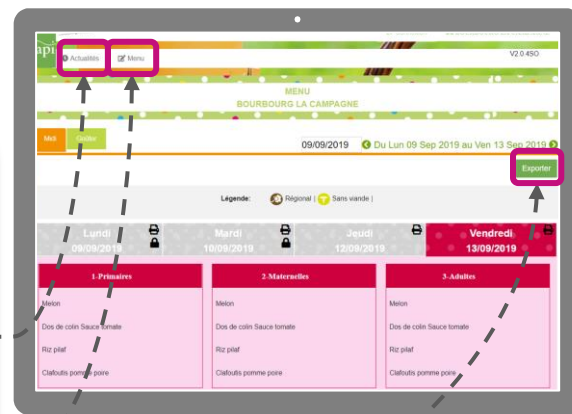 api
Actualités Menu
V2.0.4SO
MENU
BOURBOURG LA CAMPAGNE
Midi Goûter
09/09/2019 Du Lun 09 Sep 2019 au Ven 13 Sep 2019
Exporter
Légende: Régional | Sans viande |
Lundi Mardi Jeudi Vendredi
09/09/2019 10/09/2019 12/09/2019 13/09/2019
1-Primaires 2-Maternelles 3-Adultes
Melon Melon Melon
Dos de colin Sauce tomate Dos de colin Sauce tomate Dos de colin Sauce tomate
Riz pilaf Riz pilaf Riz pilaf
Clafoutis pomme poire Clafoutis pomme poire Clafoutis pomme poire